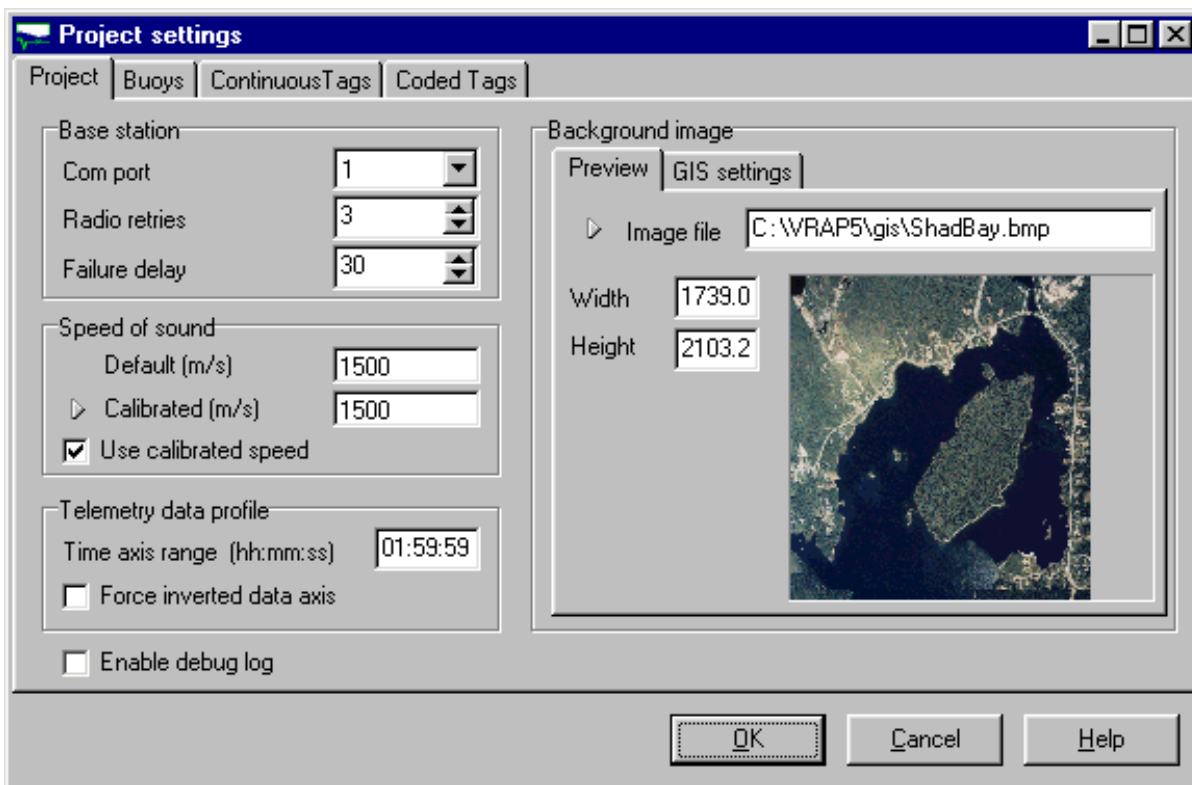 Project settings
Project Buoys ContinuousTags Coded Tags
Base station
Com port 1
Radio retries 3
Failure delay 30
Speed of sound
Default (m/s) 1500
Calibrated (m/s) 1500
Use calibrated speed
Telemetry data profile
Time axis range (hh:mm:ss) 01:59:59
Force inverted data axis
Enable debug log
Background image
Preview GIS settings
Image file C:\VRAP5\gis\ShadBay.bmp
Width 1739.0
Height 2103.2
OK Cancel Help